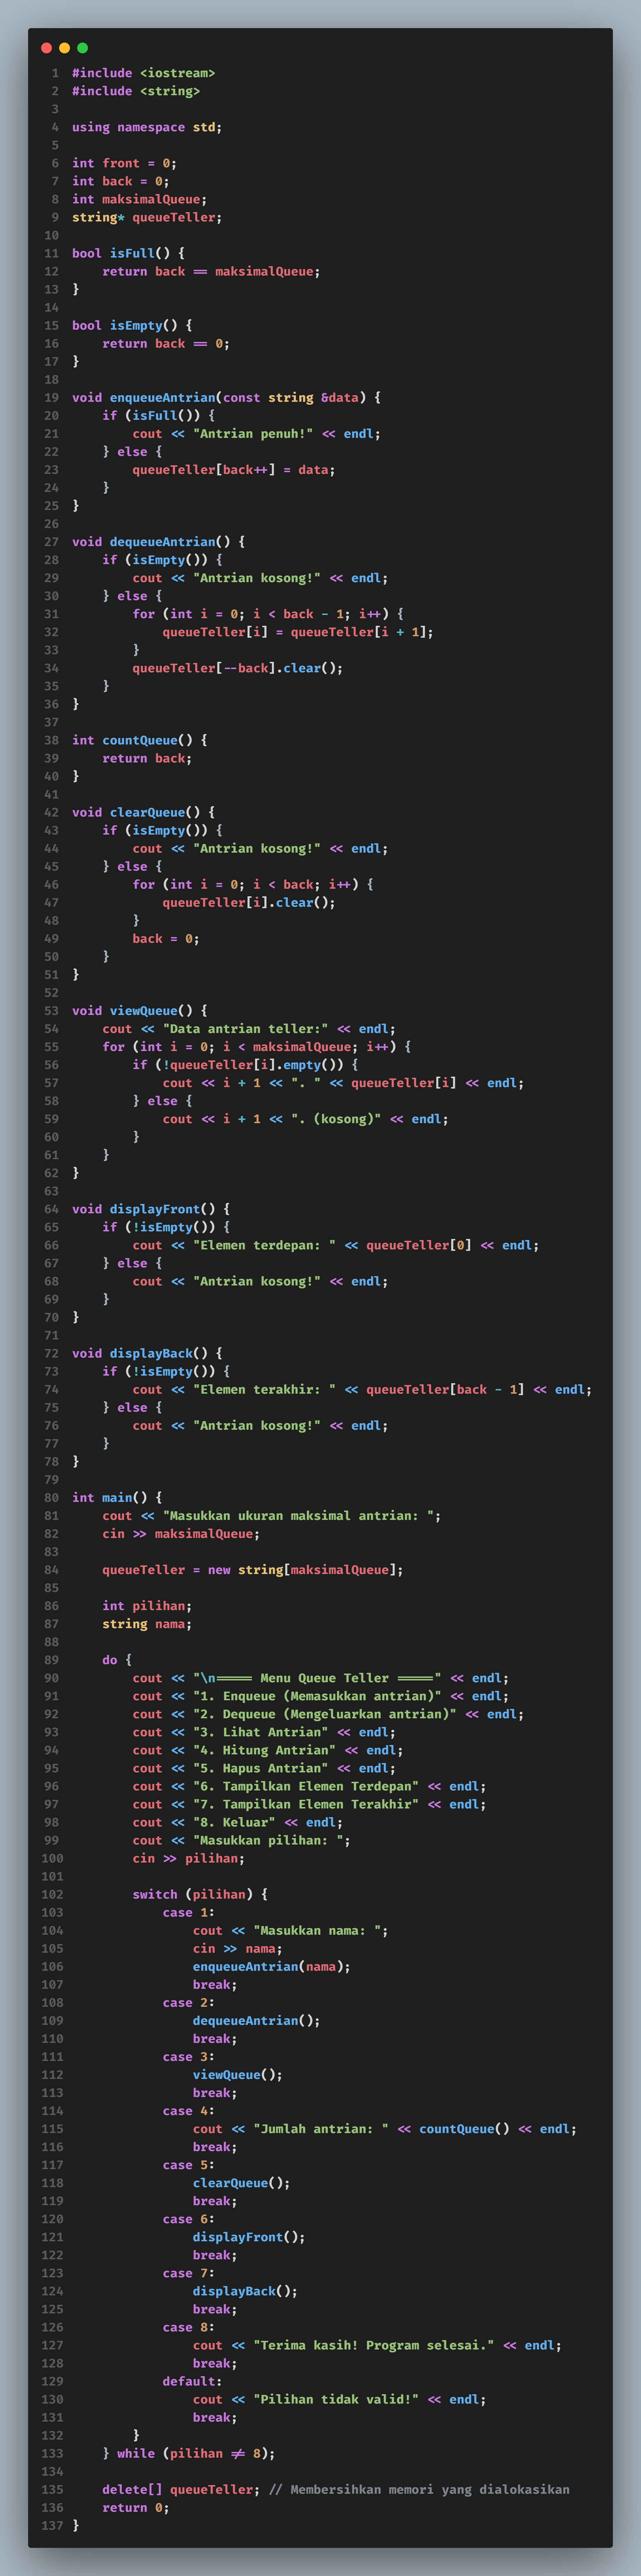 1 #include <iostream>
2 #include <string>
3
4 using namespace std;
5
6 int front = 0;
7 int back = 0;
8 int maksimalQueue;
9 string* queueTeller;
10
11 bool isFull() {
12     return back == maksimalQueue;
13 }
14
15 bool isEmpty() {
16     return back == 0;
17 }
18
19 void enqueueAntrian(const string &data) {
20     if (isFull()) {
21         cout << "Antrian penuh!" << endl;
22     } else {
23         queueTeller[back++] = data;
24     }
25 }
26
27 void dequeueAntrian() {
28     if (isEmpty()) {
29         cout << "Antrian kosong!" << endl;
30     } else {
31         for (int i = 0; i < back - 1; i++) {
32             queueTeller[i] = queueTeller[i + 1];
33         }
34         queueTeller[--back].clear();
35     }
36 }
37
38 int countQueue() {
39     return back;
40 }
41
42 void clearQueue() {
43     if (isEmpty()) {
44         cout << "Antrian kosong!" << endl;
45     } else {
46         for (int i = 0; i < back; i++) {
47             queueTeller[i].clear();
48         }
49         back = 0;
50     }
51 }
52
53 void viewQueue() {
54     cout << "Data antrian teller:" << endl;
55     for (int i = 0; i < maksimalQueue; i++) {
56         if (!queueTeller[i].empty()) {
57             cout << i + 1 << ". " << queueTeller[i] << endl;
58         } else {
59             cout << i + 1 << ". (kosong)" << endl;
60         }
61     }
62 }
63
64 void displayFront() {
65     if (!isEmpty()) {
66         cout << "Elemen terdepan: " << queueTeller[0] << endl;
67     } else {
68         cout << "Antrian kosong!" << endl;
69     }
70 }
71
72 void displayBack() {
73     if (!isEmpty()) {
74         cout << "Elemen terakhir: " << queueTeller[back - 1] << endl;
75     } else {
76         cout << "Antrian kosong!" << endl;
77     }
78 }
79
80 int main() {
81     cout << "Masukkan ukuran maksimal antrian: ";
82     cin >> maksimalQueue;
83
84     queueTeller = new string[maksimalQueue];
85
86     int pilihan;
87     string nama;
88
89     do {
90         cout << "\n===== Menu Queue Teller =====" << endl;
91         cout << "1. Enqueue (Memasukkan antrian)" << endl;
92         cout << "2. Dequeue (Mengeluarkan antrian)" << endl;
93         cout << "3. Lihat Antrian" << endl;
94         cout << "4. Hitung Antrian" << endl;
95         cout << "5. Hapus Antrian" << endl;
96         cout << "6. Tampilkan Elemen Terdepan" << endl;
97         cout << "7. Tampilkan Elemen Terakhir" << endl;
98         cout << "8. Keluar" << endl;
99         cout << "Masukkan pilihan: ";
100         cin >> pilihan;
101
102         switch (pilihan) {
103             case 1:
104                 cout << "Masukkan nama: ";
105                 cin >> nama;
106                 enqueueAntrian(nama);
107                 break;
108             case 2:
109                 dequeueAntrian();
110                 break;
111             case 3:
112                 viewQueue();
113                 break;
114             case 4:
115                 cout << "Jumlah antrian: " << countQueue() << endl;
116                 break;
117             case 5:
118                 clearQueue();
119                 break;
120             case 6:
121                 displayFront();
122                 break;
123             case 7:
124                 displayBack();
125                 break;
126             case 8:
127                 cout << "Terima kasih! Program selesai." << endl;
128                 break;
129             default:
130                 cout << "Pilihan tidak valid!" << endl;
131                 break;
132         }
133     } while (pilihan != 8);
134
135     delete[] queueTeller; // Membersihkan memori yang dialokasikan
136     return 0;
137 }